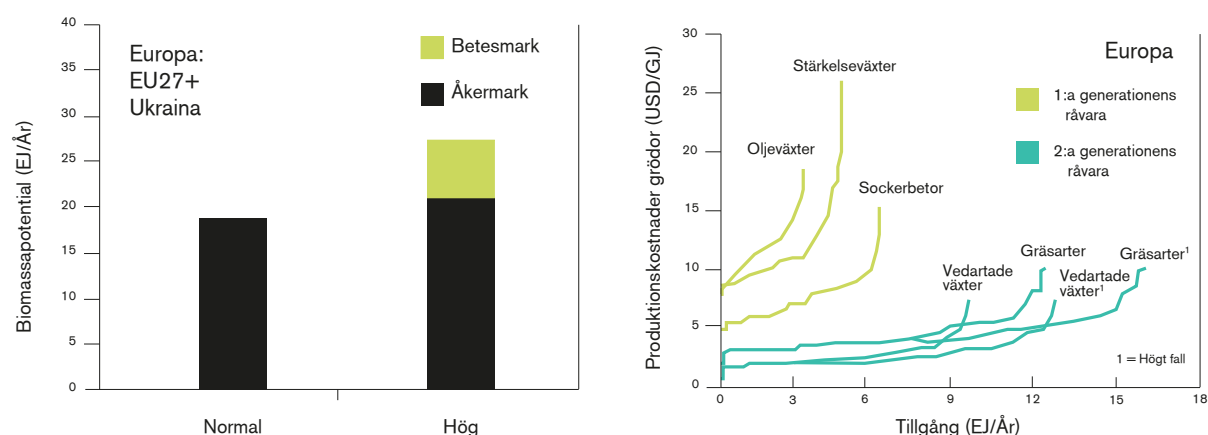 40
35
30
25
20
15
10
5
0
Biomassapotential (EJ/År)
Europa:
EU27+
Ukraina
Betesmark
Åkermark
Normal
Hög
30
25
20
15
10
5
0
Produktionskostnader grödor (USD/GJ)
Europa
1:a generationens
råvara
2:a generationens
råvara
Stärkelseväxter
Oljeväxter
Sockerbetor
Vedartade
växter
Gräsarter
Vedartade
växter¹
Gräsarter¹
1 = Högt fall
0 3 6 9 12 15 18
Tillgång (EJ/År)